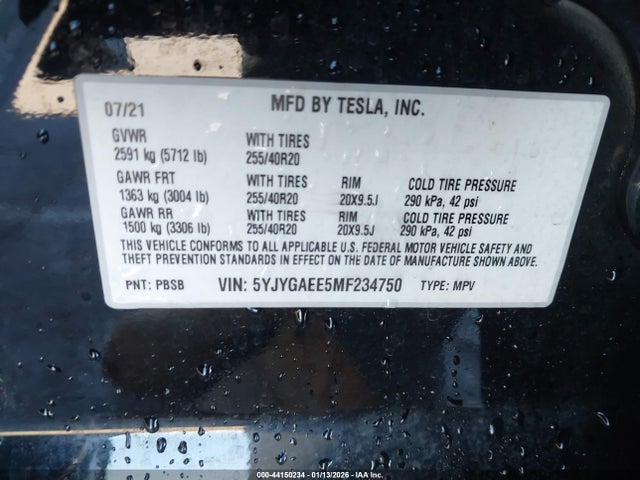 07/21 MFD BY TESLA, INC.
GVWR WITH TIRES
2591 kg (5712 lb) 255/40R20
GAWR FRT WITH TIRES RIM COLD TIRE PRESSURE
1363 kg (3004 lb) 255/40R20 20X9.5J 290 kPa, 42 psi
GAWR RR WITH TIRES RIM COLD TIRE PRESSURE
1500 kg (3306 lb) 255/40R20 20X9.5J 290 kPa, 42 psi
THIS VEHICLE CONFORMS TO ALL APPLICABLE U.S. FEDERAL MOTOR VEHICLE SAFETY AND
THEFT PREVENTION STANDARDS IN EFFECT ON THE DATE OF MANUFACTURE SHOWN ABOVE.
PNT: PBSB VIN: 5YJYGAEE5MF234750 TYPE: MPV
000-44150234 - 01/13/2026 - IAA Inc.